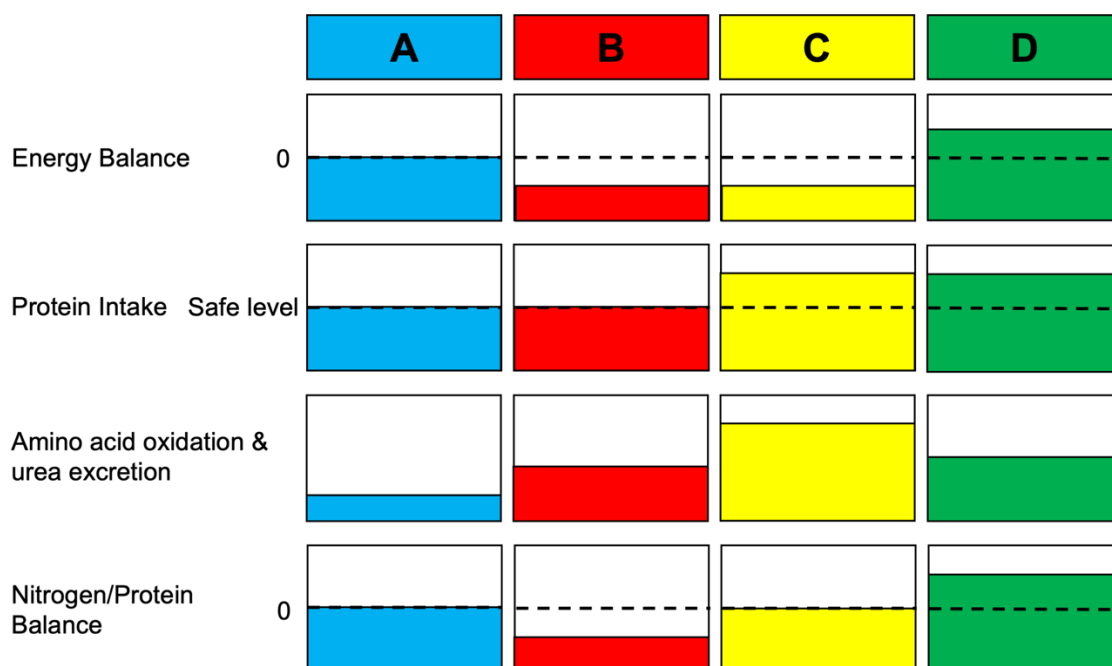 A B C D
Energy Balance 0
Protein Intake Safe level
Amino acid oxidation &
urea excretion
Nitrogen/Protein
Balance 0